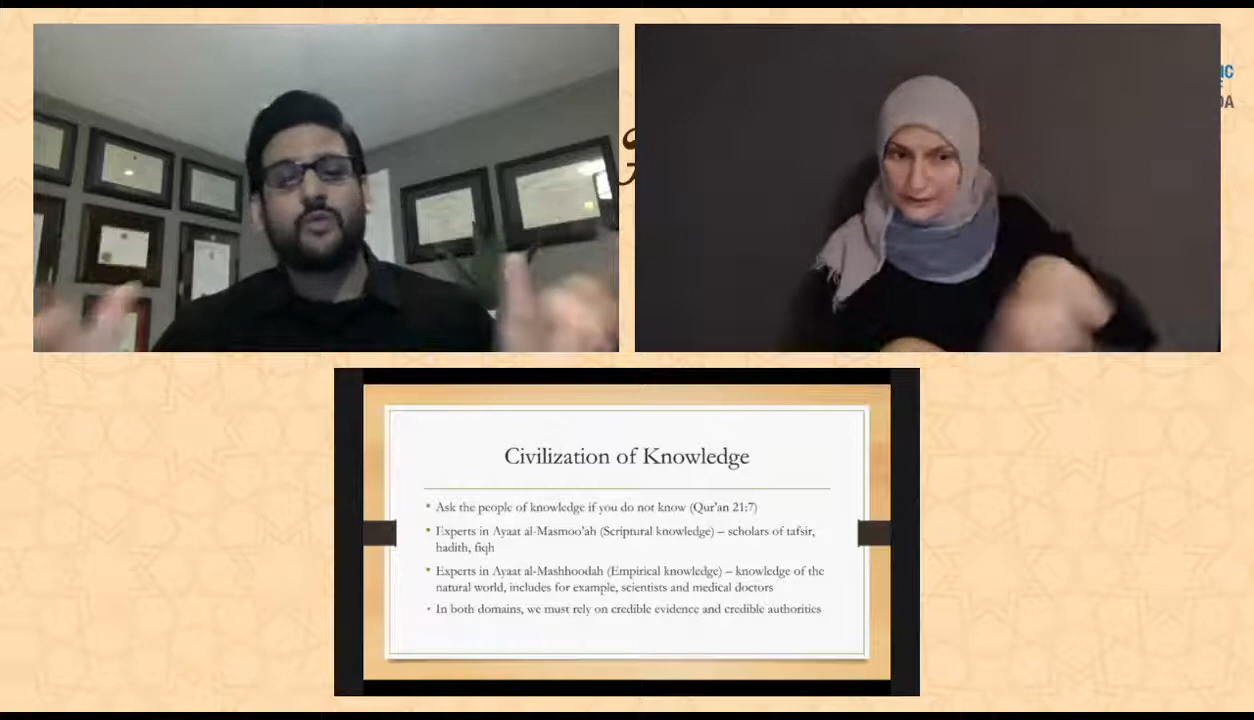 IC
DA
Civilization of Knowledge
▪ Ask the people of knowledge if you do not know (Qur'an 21:7)
▪ Experts in Ayaat al-Masmoo'ah (Scriptural knowledge) – scholars of tafsir,
hadith, fiqh
▪ Experts in Ayaat al-Mashhoodah (Empirical knowledge) – knowledge of the
natural world, includes for example, scientists and medical doctors
▪ In both domains, we must rely on credible evidence and credible authorities